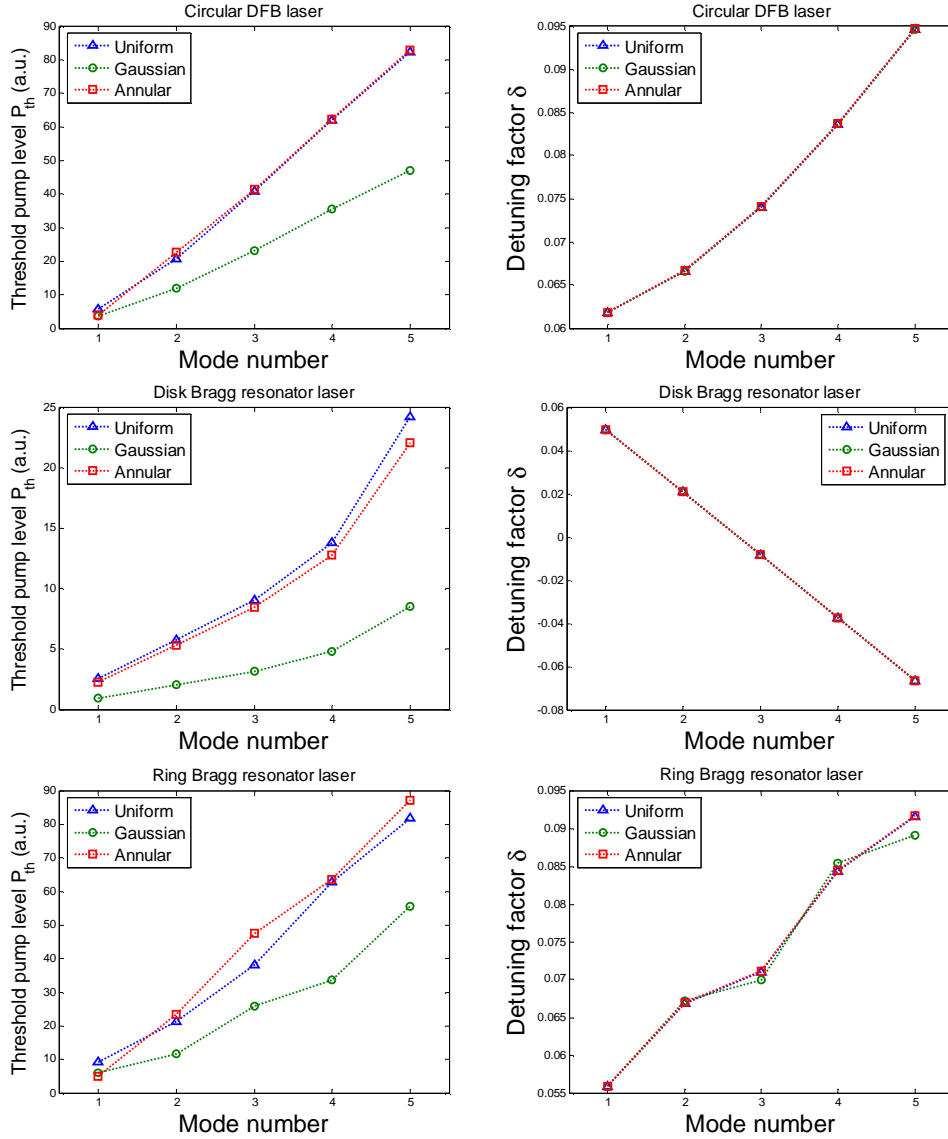 Circular DFB laser
Threshold pump level P_th (a.u.)
90
80
70
60
50
40
30
20
10
0
Uniform
Gaussian
Annular
1 2 3 4 5
Mode number
Circular DFB laser
Detuning factor δ
0.095
0.09
0.085
0.08
0.075
0.07
0.065
0.06
Uniform
Gaussian
Annular
1 2 3 4 5
Mode number
Disk Bragg resonator laser
Threshold pump level P_th (a.u.)
25
20
15
10
5
0
Uniform
Gaussian
Annular
1 2 3 4 5
Mode number
Disk Bragg resonator laser
Detuning factor δ
0.06
0.04
0.02
0
-0.02
-0.04
-0.06
-0.08
Uniform
Gaussian
Annular
1 2 3 4 5
Mode number
Ring Bragg resonator laser
Threshold pump level P_th (a.u.)
90
80
70
60
50
40
30
20
10
0
Uniform
Gaussian
Annular
1 2 3 4 5
Mode number
Ring Bragg resonator laser
Detuning factor δ
0.095
0.09
0.085
0.08
0.075
0.07
0.065
0.06
0.055
Uniform
Gaussian
Annular
1 2 3 4 5
Mode number